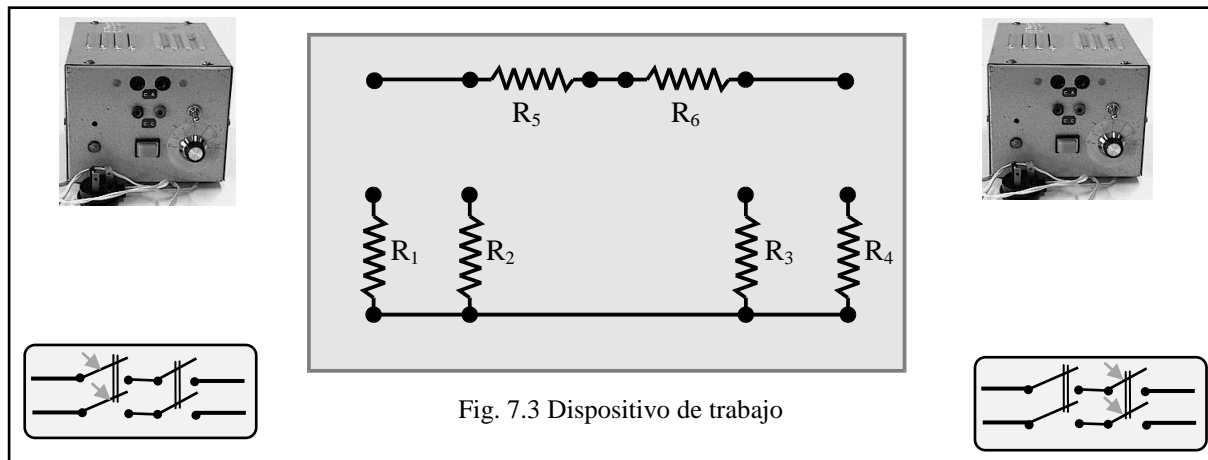 R₅ R₆
R₁ R₂ R₃ R₄
Fig. 7.3 Dispositivo de trabajo